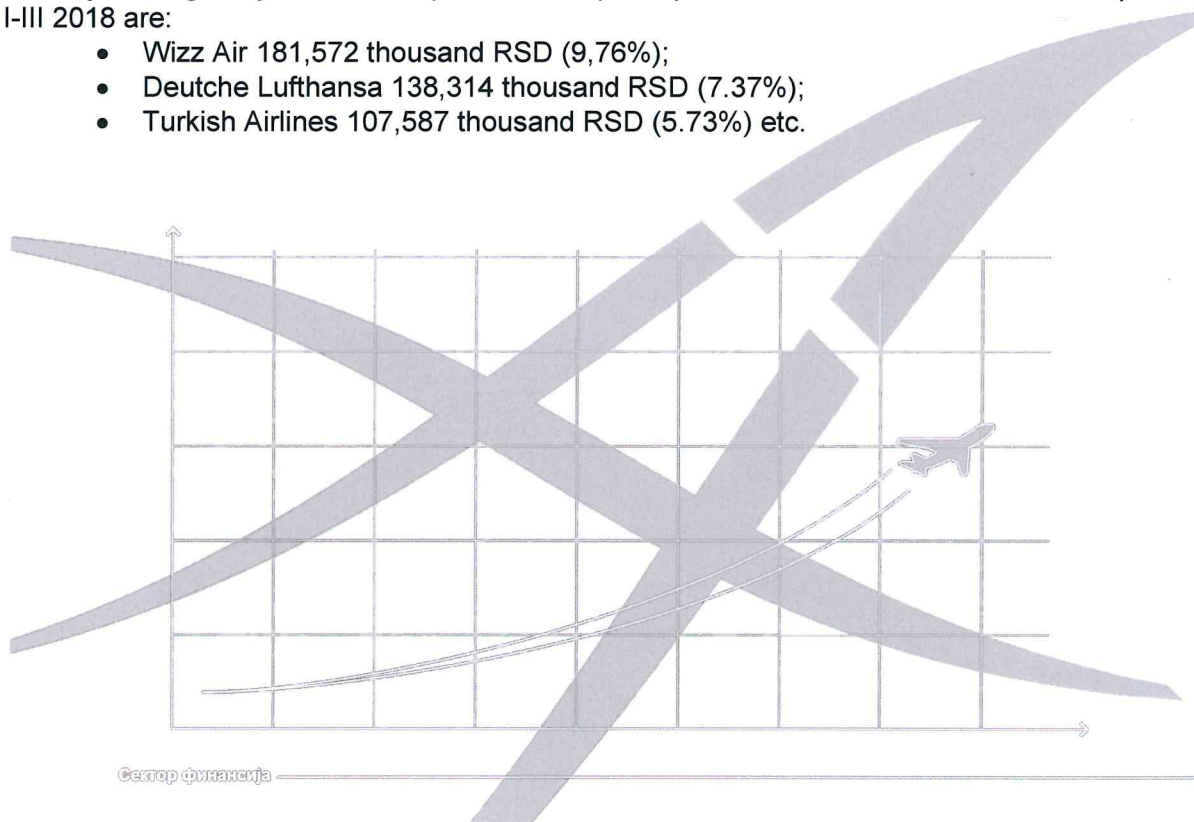 I-III 2018 are:
• Wizz Air 181,572 thousand RSD (9,76%);
• Deutche Lufthansa 138,314 thousand RSD (7.37%);
• Turkish Airlines 107,587 thousand RSD (5.73%) etc.
Сектор финансија